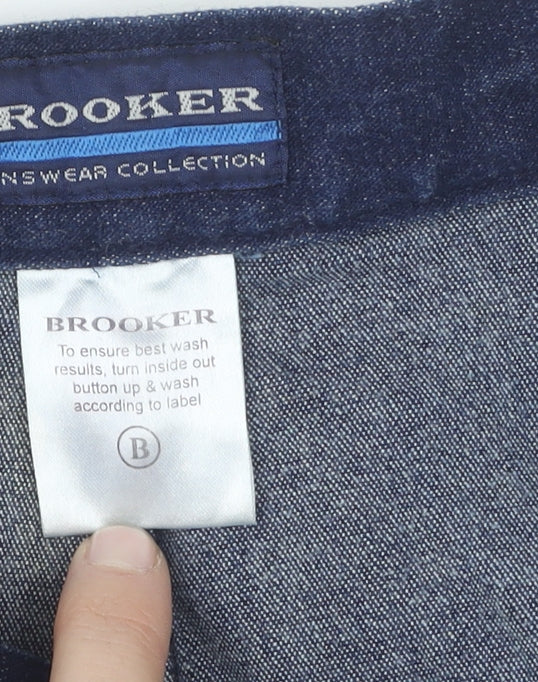 ROOKER
NSWEAR COLLECTION
BROOKER
To ensure best wash
results, turn inside out
button up & wash
according to label
B